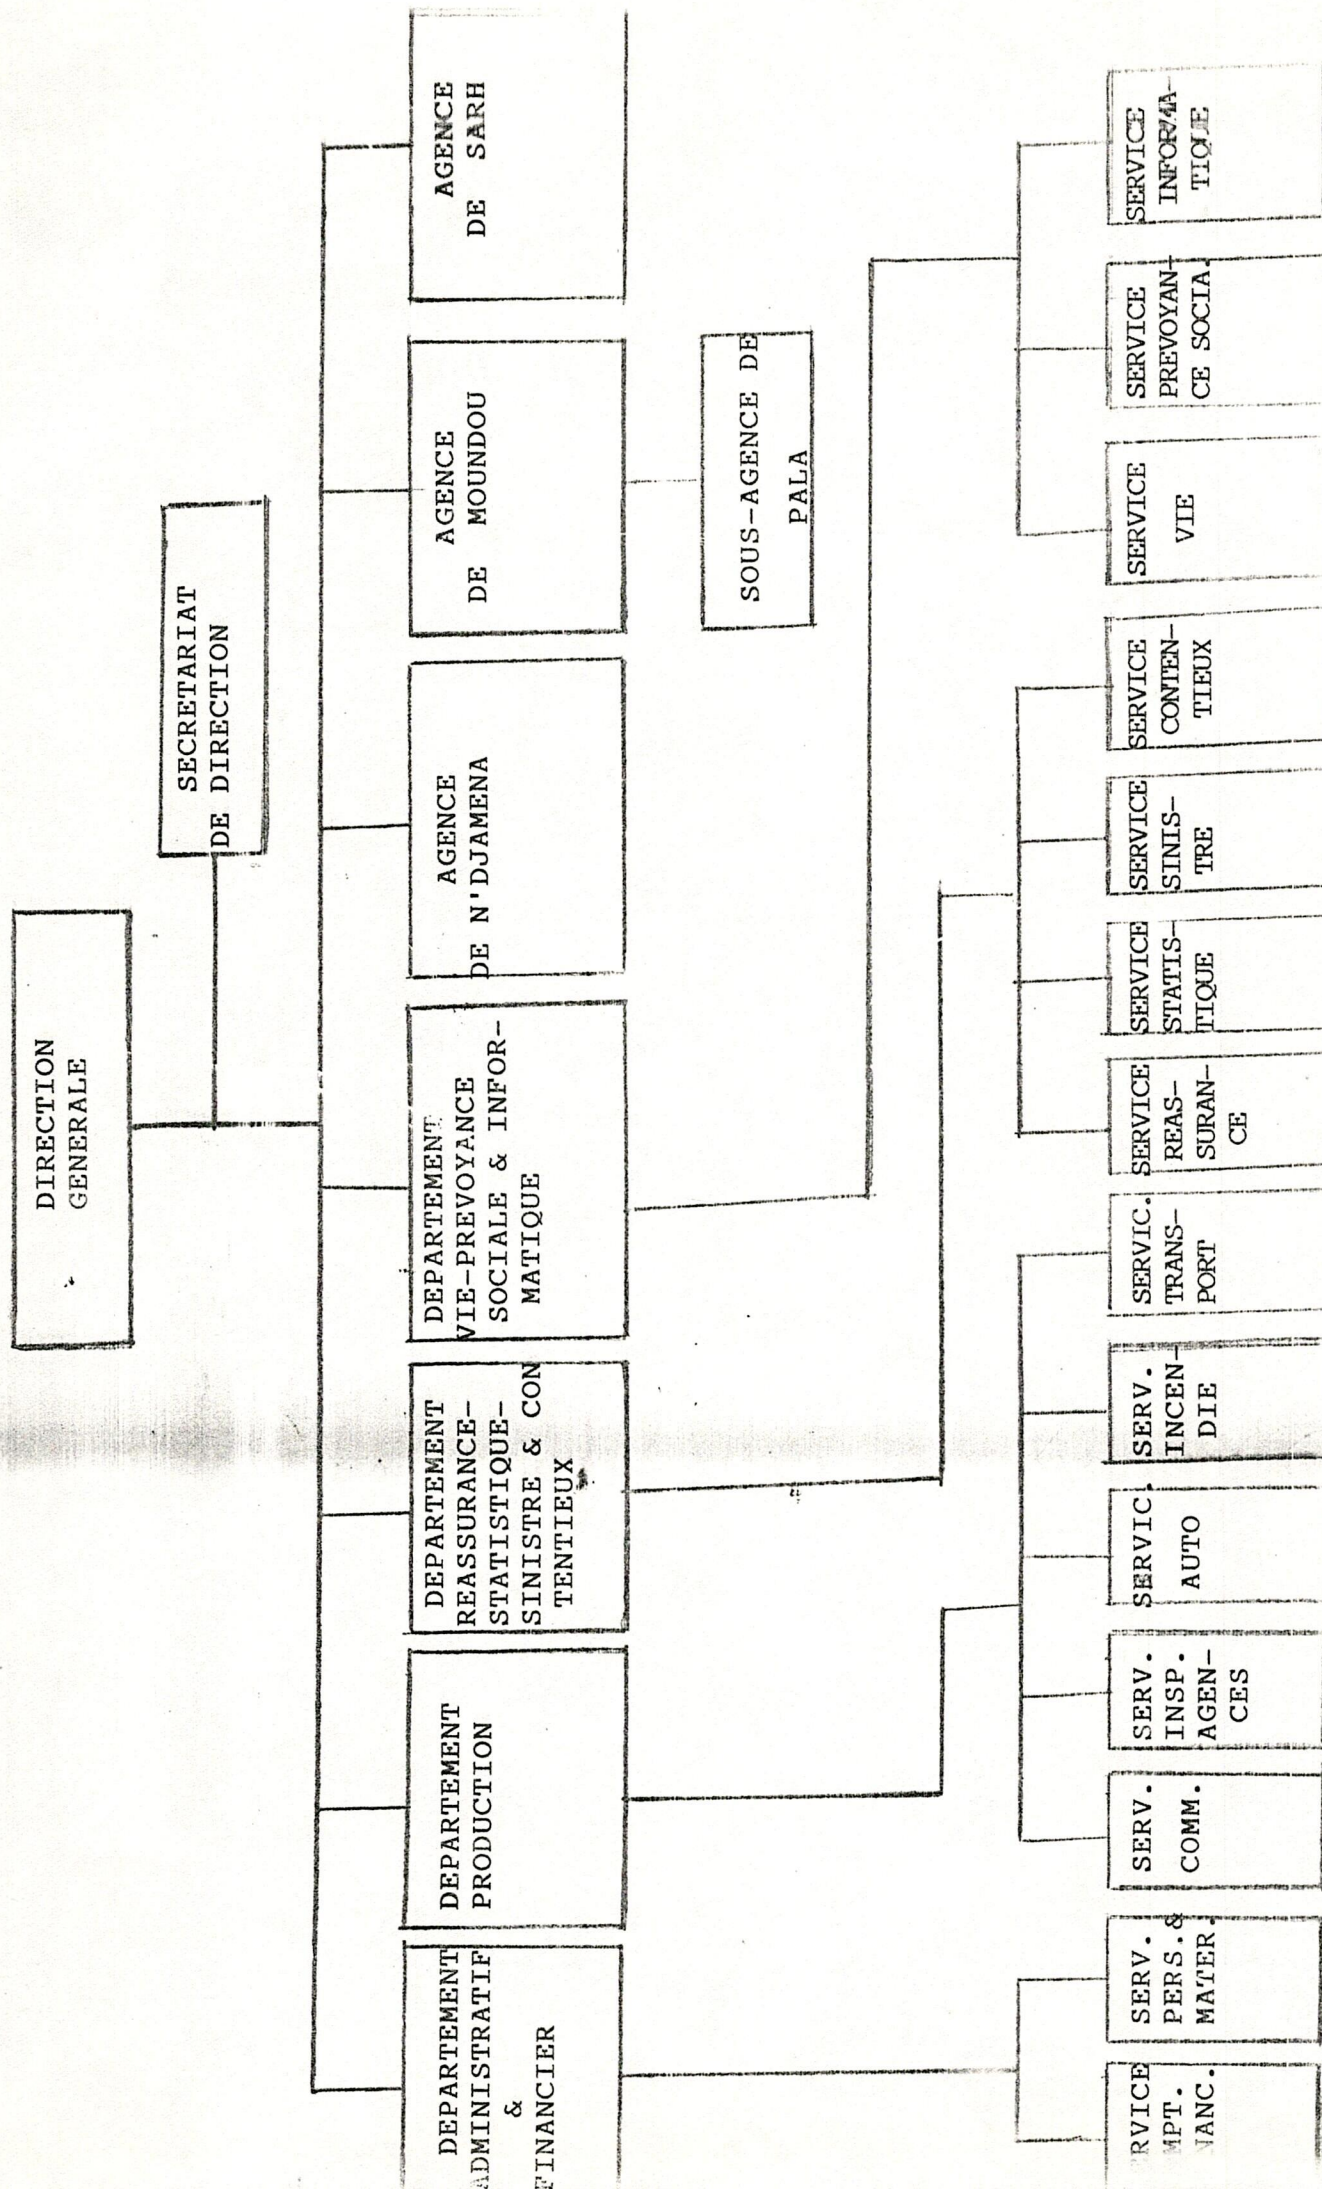 DIRECTION
GENERALE
SECRETARIAT
DE DIRECTION
DEPARTEMENT
ADMINISTRATIF
&
FINANCIER
DEPARTEMENT
PRODUCTION
DEPARTEMENT
REASSURANCE-
STATISTIQUE-
SINISTRE & CON
TENTIEUX
DEPARTEMENT
VIE-PREVOYANCE
SOCIALE & INFOR-
MATIQUE
AGENCE
DE N'DJAMENA
AGENCE
DE MOUNDOU
AGENCE
DE SARH
SOUS-AGENCE DE
PALA
RVICE
MPT.
NANC.
SERV.
PERS.&
MATER.
SERV.
COMM.
SERV.
INSP.
AGEN-
CES
SERVIC.
AUTO
SERV.
INCEN-
DIE
SERVIC.
TRANS-
PORT
SERVICE
REAS-
SURAN-
CE
SERVICE
STATIS-
TIQUE
SERVICE
SINIS-
TRE
SERVICE
CONTEN-
TIEUX
SERVICE
VIE
SERVICE
PREVOYAN-
CE SOCIA.
SERVICE
INFORMA-
TIQUE